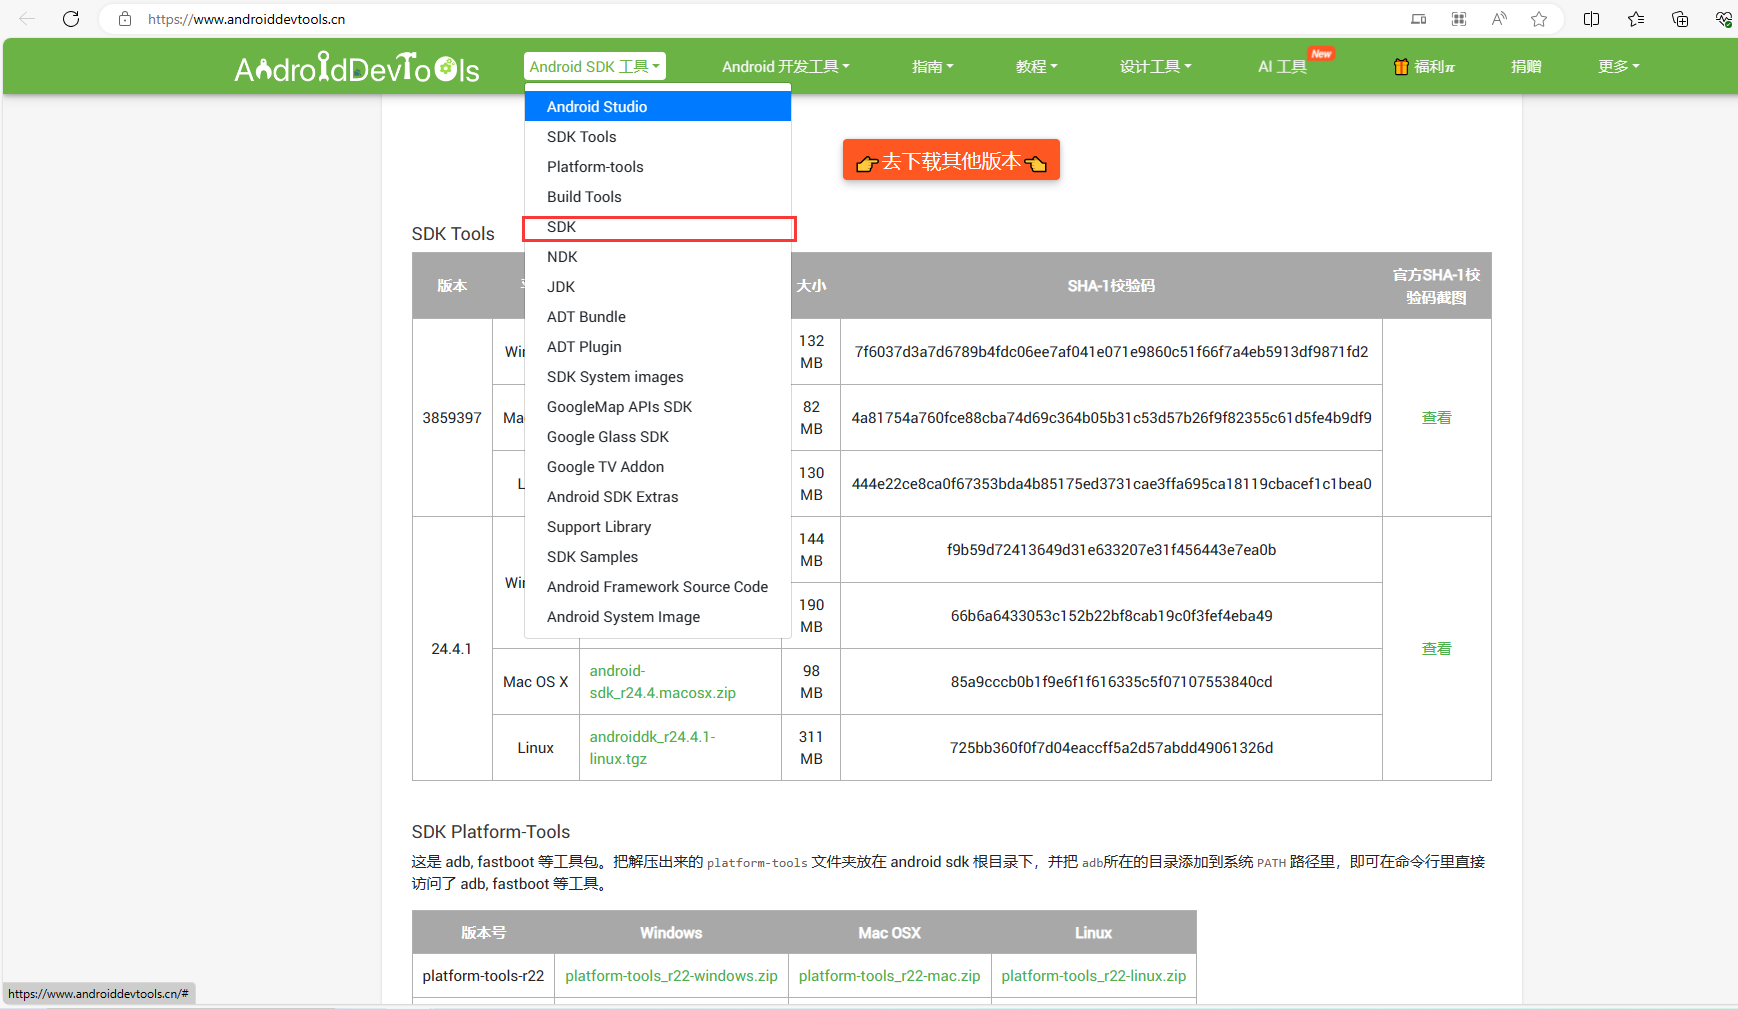 https://www.androiddevtools.cn
AndroidDevTools
Android SDK 工具
Android 开发工具
指南
教程
设计工具
AI 工具
New
福利π
捐赠
更多
Android Studio
SDK Tools
Platform-tools
Build Tools
SDK
NDK
JDK
ADT Bundle
ADT Plugin
SDK System images
GoogleMap APIs SDK
Google Glass SDK
Google TV Addon
Android SDK Extras
Support Library
SDK Samples
Android Framework Source Code
Android System Image
👉去下载其他版本👈
SDK Tools
版本
大小
SHA-1校验码
官方SHA-1校
验码截图
3859397
Wi
132
MB
7f6037d3a7d6789b4fdc06ee7af041e071e9860c51f66f7a4eb5913df9871fd2
查看
Ma
82
MB
4a81754a760fce88cba74d69c364b05b31c53d57b26f9f82355c61d5fe4b9df9
L
130
MB
444e22ce8ca0f67353bda4b85175ed3731cae3ffa695ca18119cbacef1c1bea0
24.4.1
Wi
144
MB
f9b59d72413649d31e633207e31f456443e7ea0b
查看
190
MB
66b6a6433053c152b22bf8cab19c0f3fef4eba49
Mac OS X
android-
sdk_r24.4.macosx.zip
98
MB
85a9cccb0b1f9e6f1f616335c5f07107553840cd
Linux
androiddk_r24.4.1-
linux.tgz
311
MB
725bb360f0f7d04eaccff5a2d57abdd49061326d
SDK Platform-Tools
这是 adb, fastboot 等工具包。把解压出来的 platform-tools 文件夹放在 android sdk 根目录下，并把 adb所在的目录添加到系统 PATH 路径里，即可在命令行里直接
访问了 adb, fastboot 等工具。
版本号
Windows
Mac OSX
Linux
platform-tools-r22
platform-tools_r22-windows.zip
platform-tools_r22-mac.zip
platform-tools_r22-linux.zip
https://www.androiddevtools.cn/#